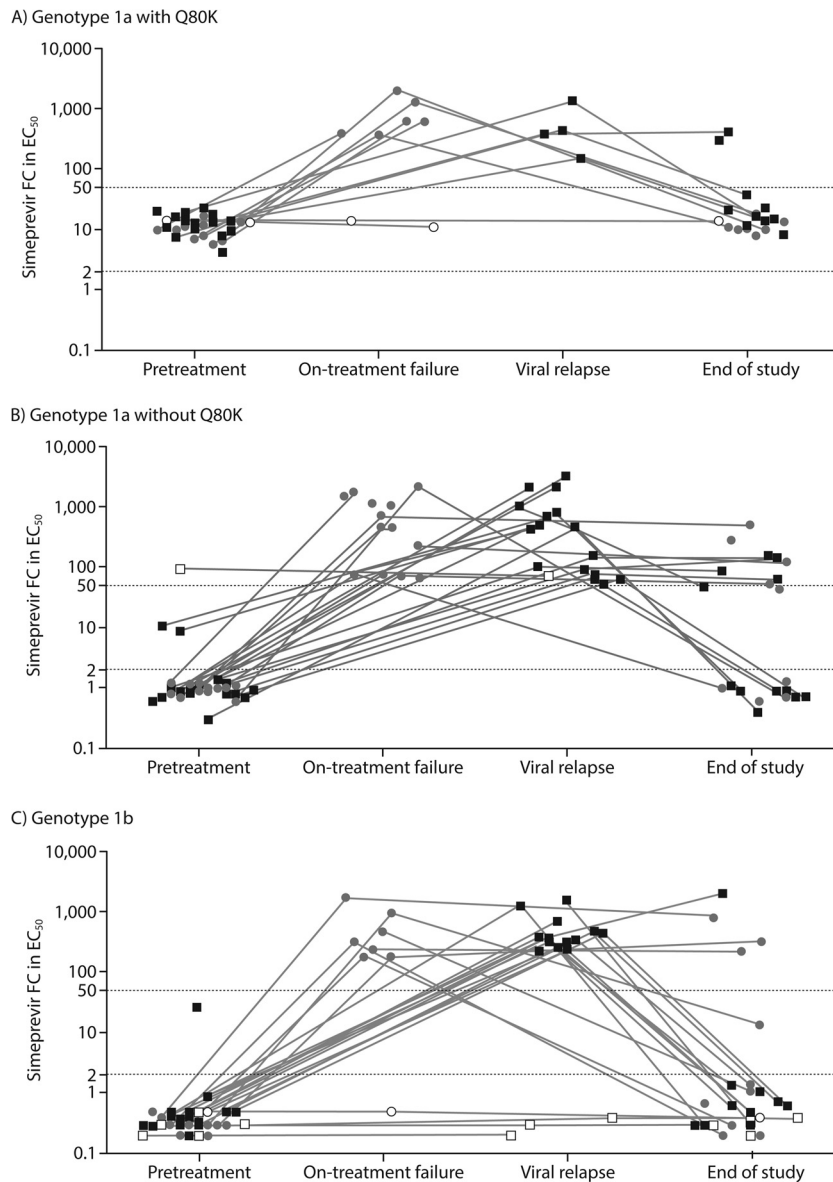 A) Genotype 1a with Q80K
Simeprevir FC in EC50
10,000
1,000
100
50
10
2
1
0.1
Pretreatment
On-treatment failure
Viral relapse
End of study
B) Genotype 1a without Q80K
Simeprevir FC in EC50
10,000
1,000
100
50
10
2
1
0.1
Pretreatment
On-treatment failure
Viral relapse
End of study
C) Genotype 1b
Simeprevir FC in EC50
10,000
1,000
100
50
10
2
1
0.1
Pretreatment
On-treatment failure
Viral relapse
End of study